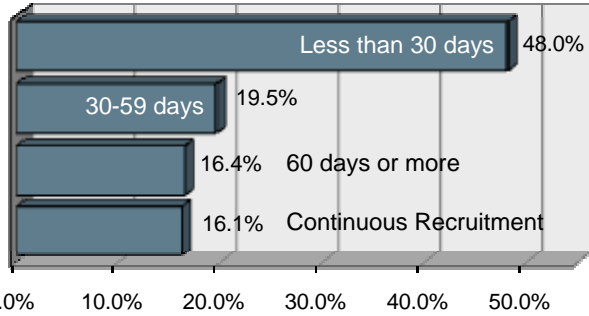 Less than 30 days 48.0%
30-59 days 19.5%
16.4% 60 days or more
16.1% Continuous Recruitment
.0% 10.0% 20.0% 30.0% 40.0% 50.0%